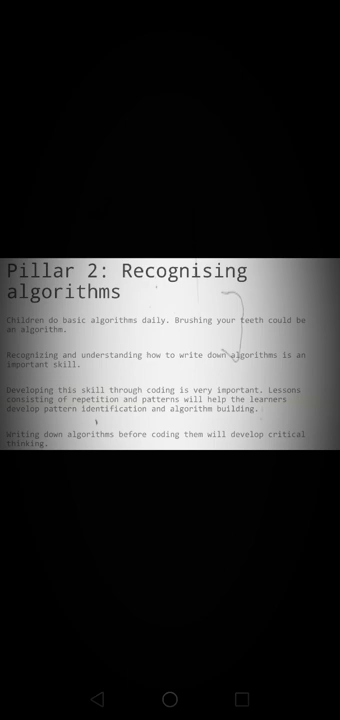 Pillar 2: Recognising
algorithms
Children do basic algorithms daily. Brushing your teeth could be
an algorithm.
Recognizing and understanding how to write down algorithms is an
important skill.
Developing this skill through coding is very important. Lessons
consisting of repetition and patterns will help the learners
develop pattern identification and algorithm building.
Writing down algorithms before coding them will develop critical
thinking.